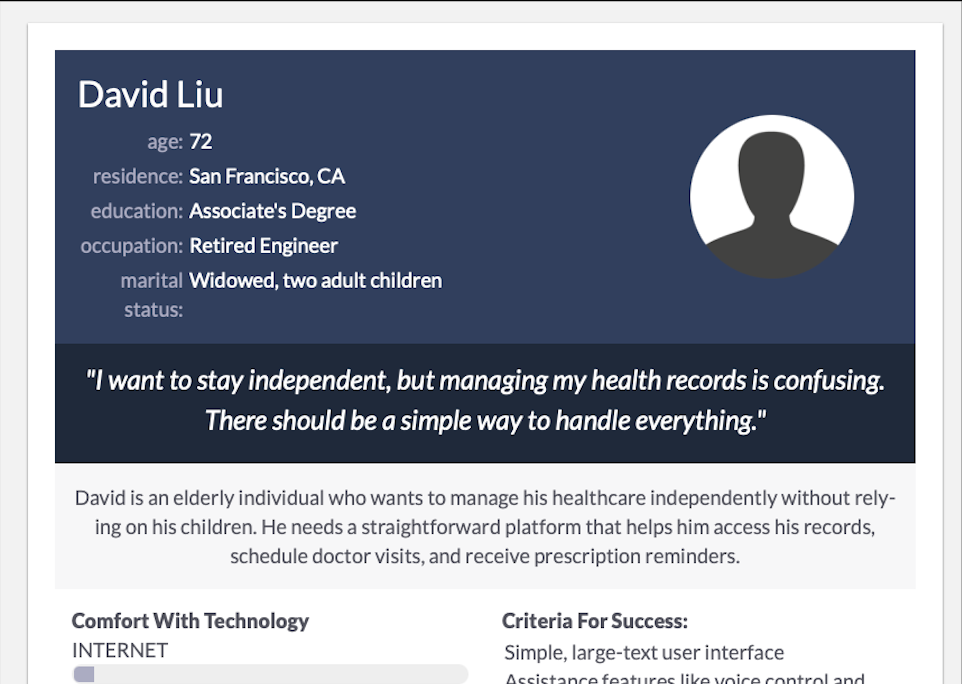 David Liu
age: 72
residence: San Francisco, CA
education: Associate's Degree
occupation: Retired Engineer
marital status: Widowed, two adult children
"I want to stay independent, but managing my health records is confusing.
There should be a simple way to handle everything."
David is an elderly individual who wants to manage his healthcare independently without rely-
ing on his children. He needs a straightforward platform that helps him access his records,
schedule doctor visits, and receive prescription reminders.
Comfort With Technology
INTERNET
Criteria For Success:
Simple, large-text user interface
Assistance features like voice control and